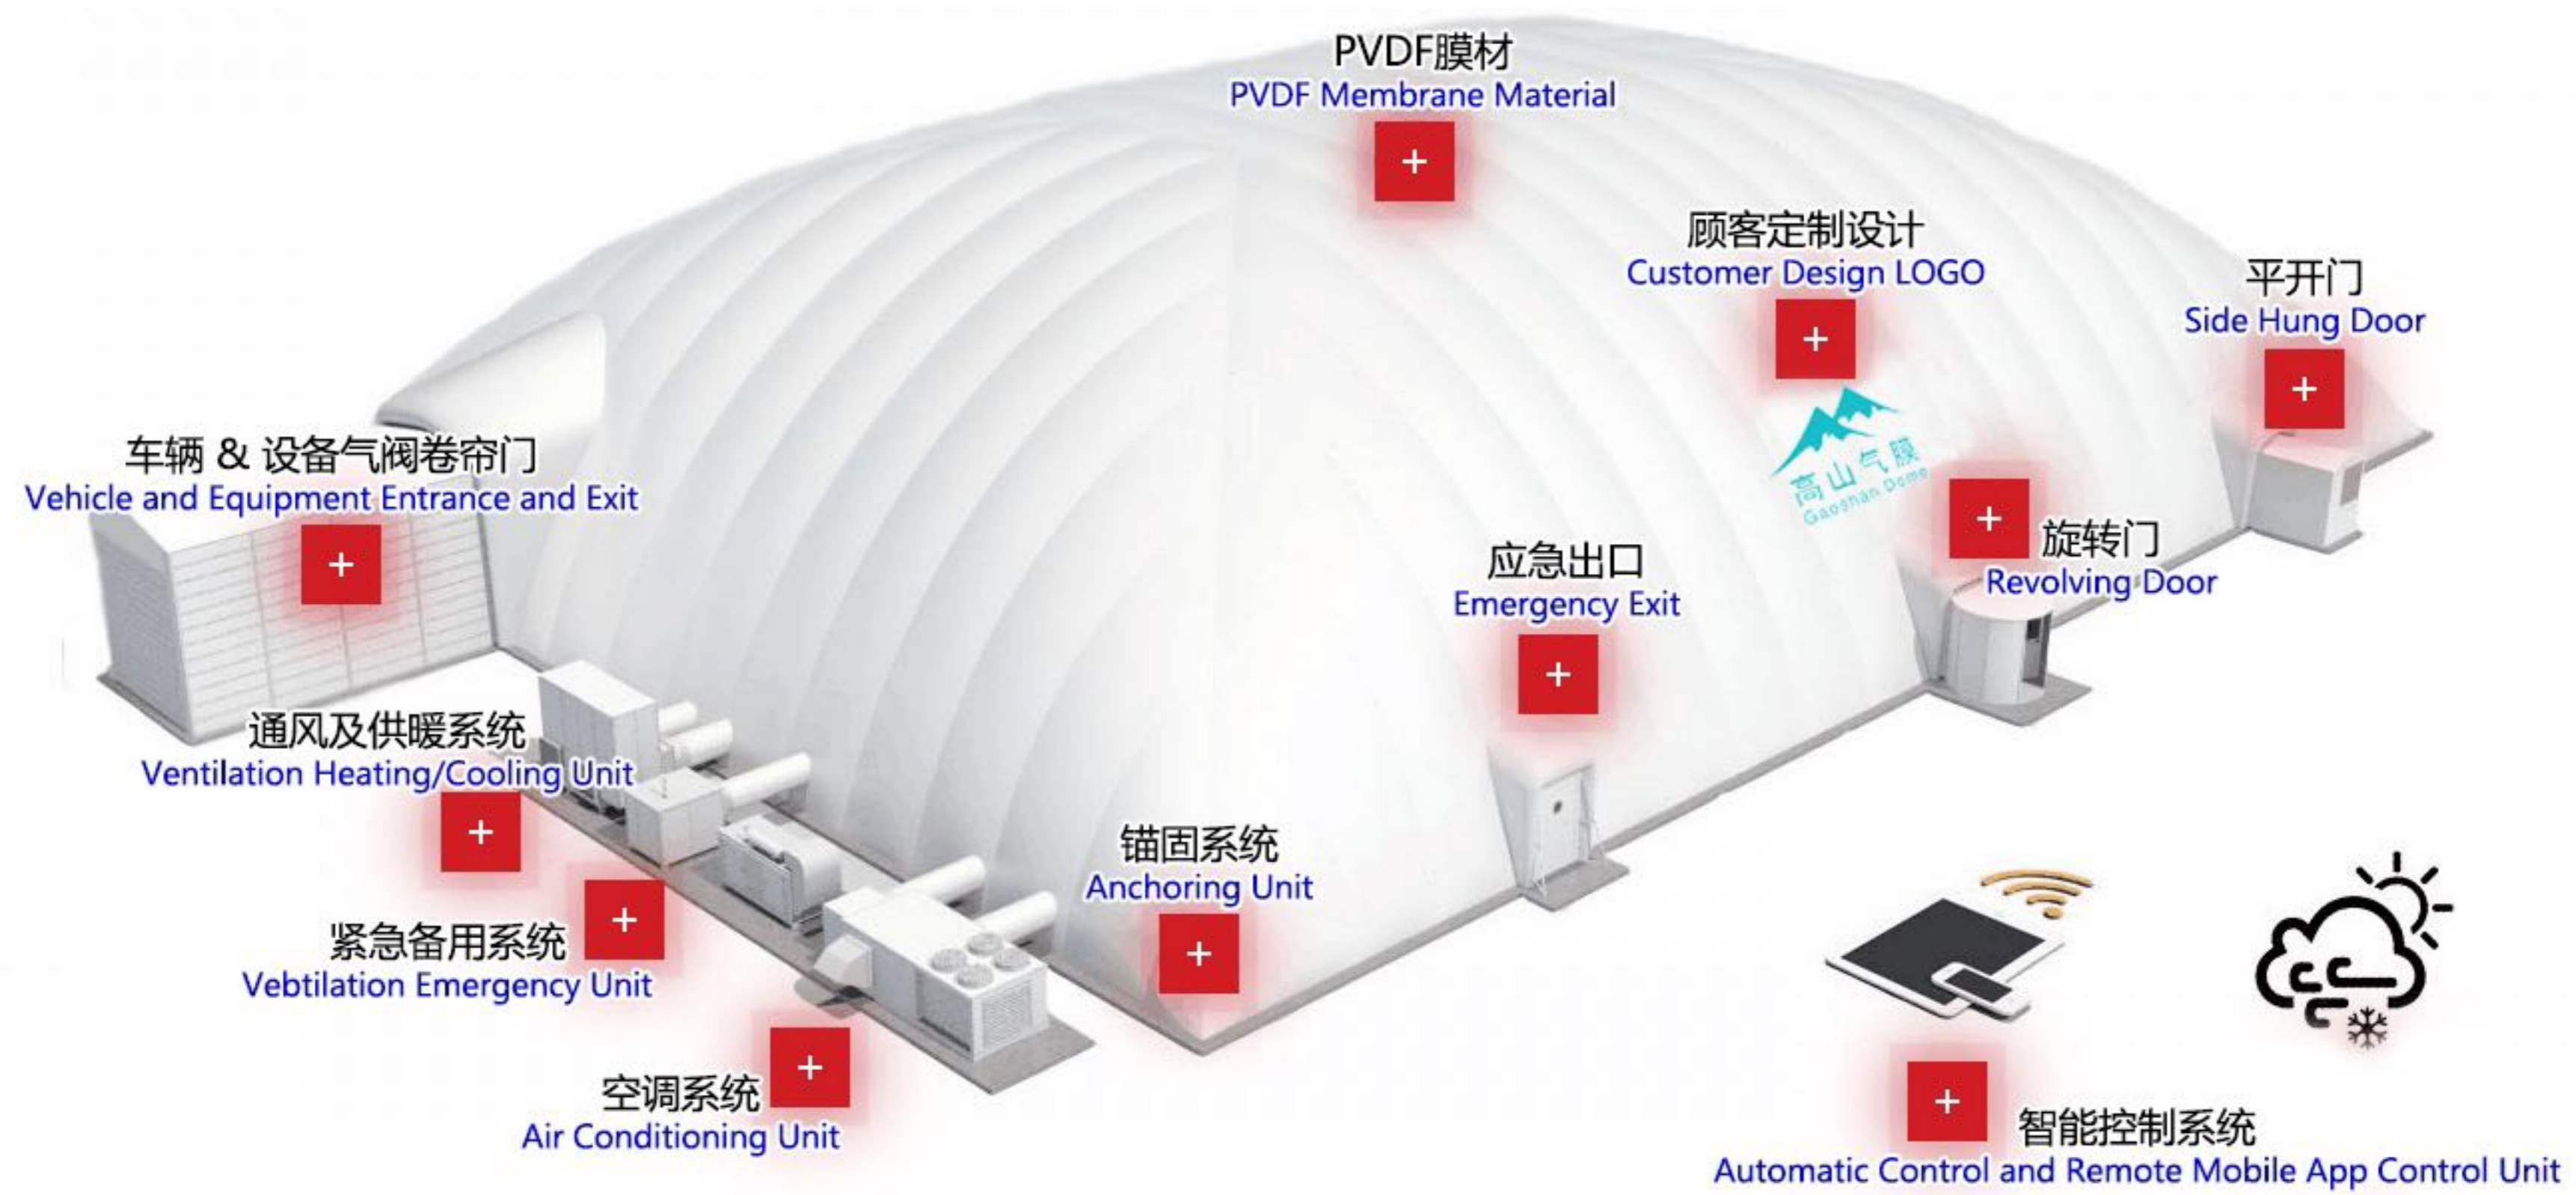 PVDF膜材
PVDF Membrane Material
顾客定制设计
Customer Design LOGO
平开门
Side Hung Door
高山气膜
Gaoshan Dome
车辆 & 设备气阀卷帘门
Vehicle and Equipment Entrance and Exit
旋转门
Revolving Door
应急出口
Emergency Exit
通风及供暖系统
Ventilation Heating/Cooling Unit
锚固系统
Anchoring Unit
紧急备用系统
Vebtilation Emergency Unit
空调系统
Air Conditioning Unit
智能控制系统
Automatic Control and Remote Mobile App Control Unit